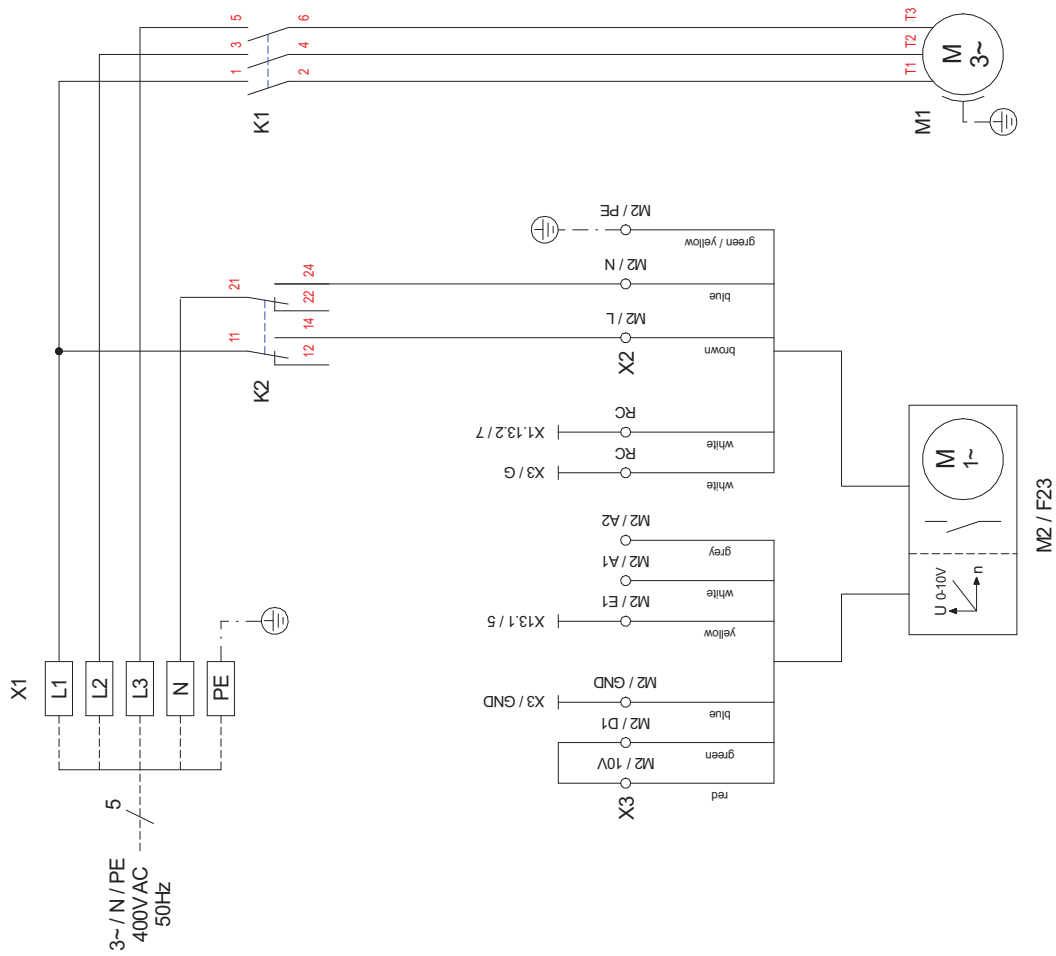 5
6
T3
3
4
T2
1
2
T1
M
3~
K1
M1
M2 / PE
green / yellow
21
24
M2 / N
22
blue
11
14
M2 / L
12
brown
K2
X2
X1.13.2 / 7
RC
white
X3 / G
RC
white
M
1~
M2 / F23
U 0-10V
n
M2 / A2
grey
M2 / A1
white
X13.1 / 5
M2 / E1
yellow
X1
L1
L2
L3
N
PE
X3 / GND
M2 / GND
blue
M2 / D1
green
M2 / 10V
red
X3
5
3~ / N / PE
400V AC
50Hz